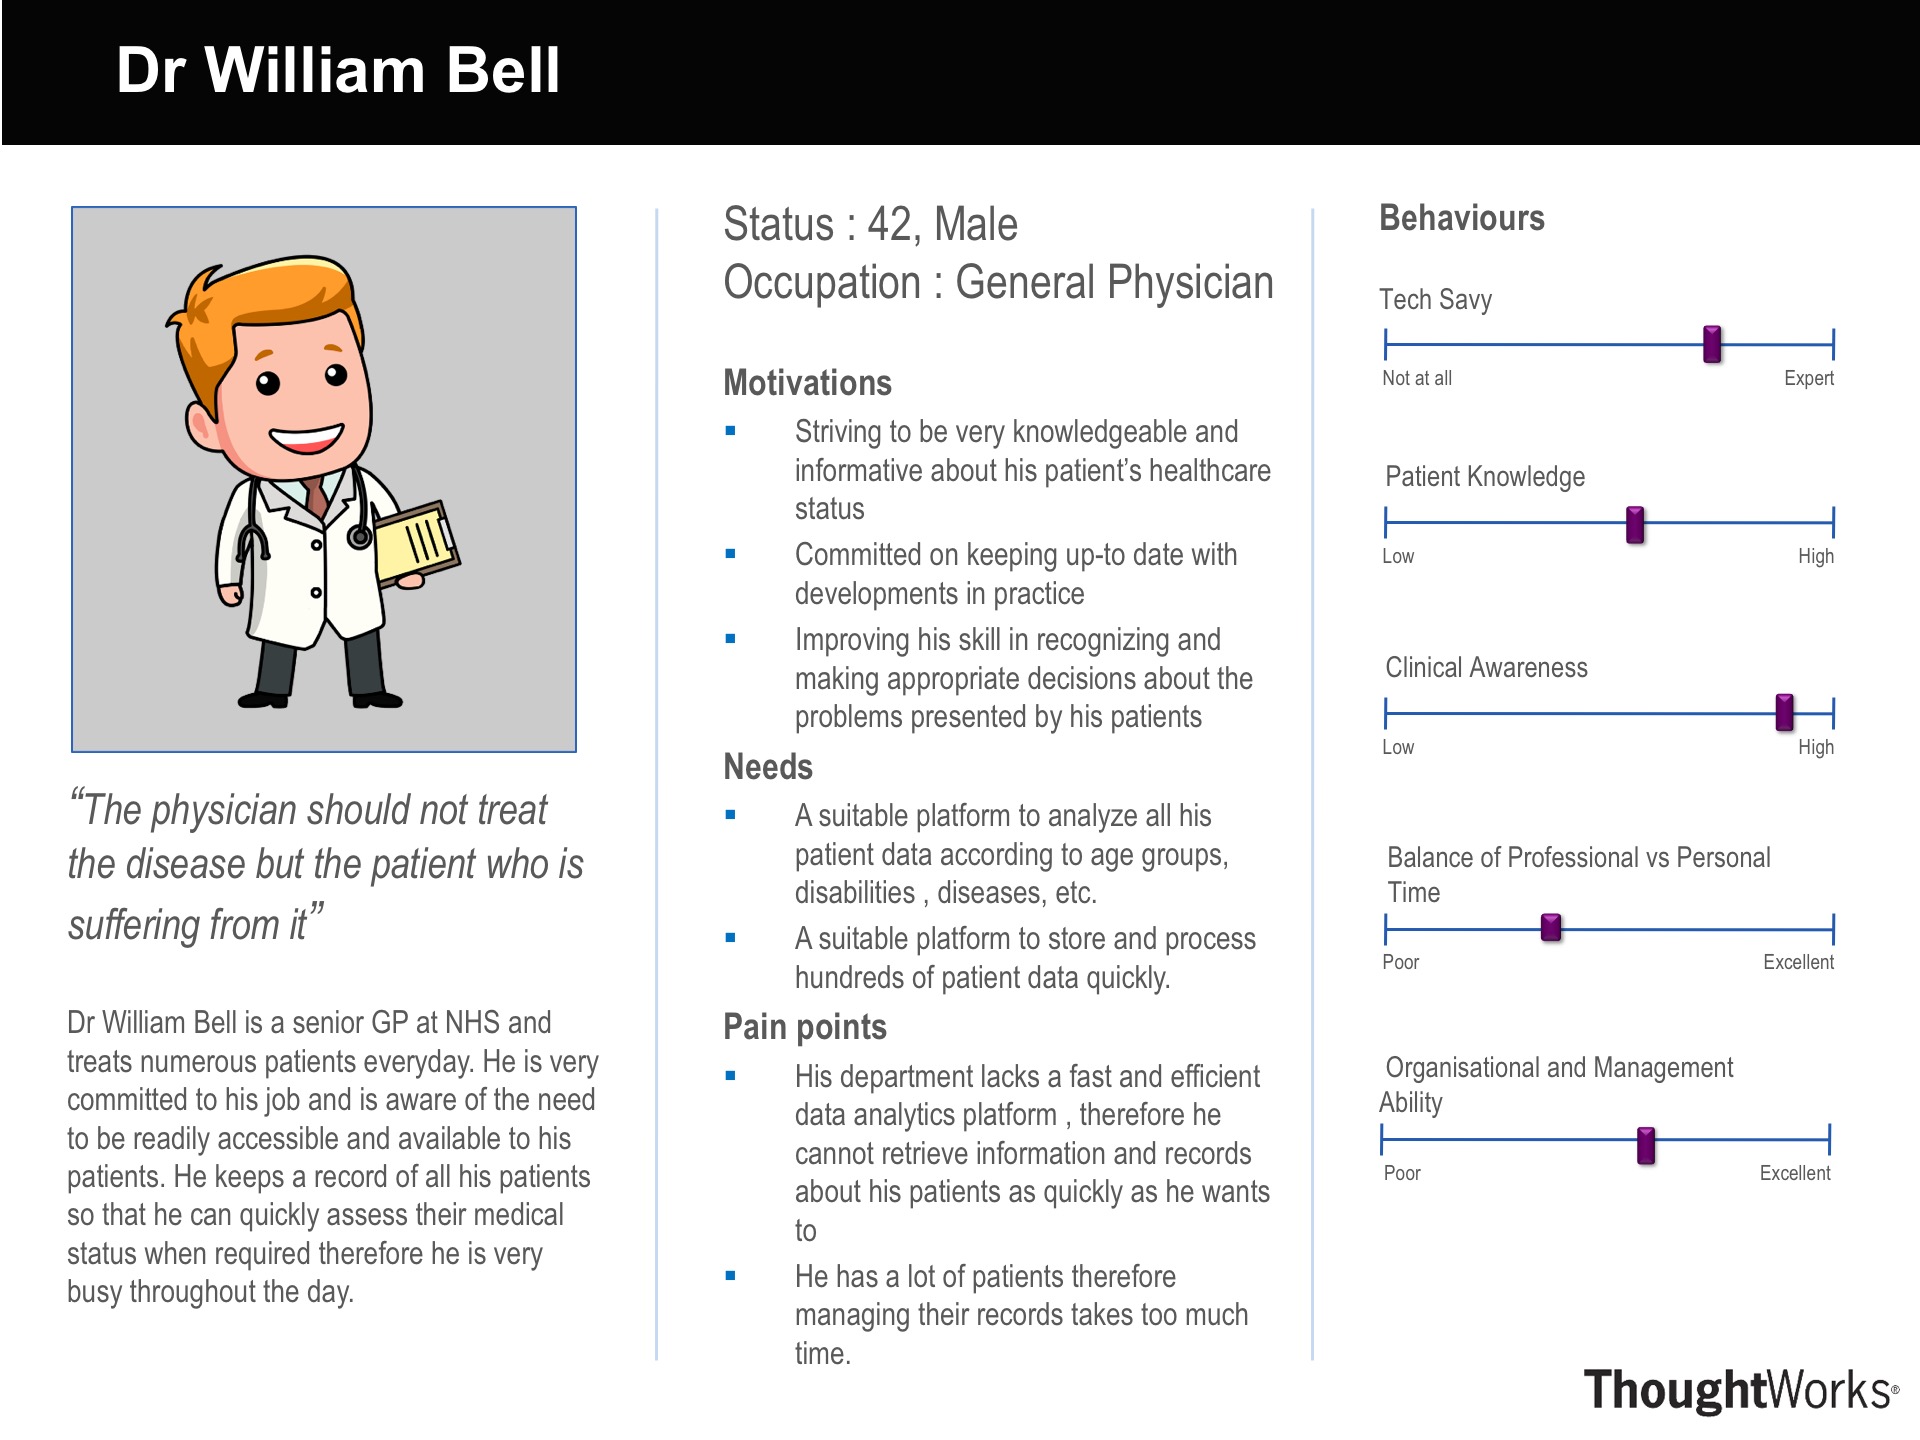 Dr William Bell
“The physician should not treat
the disease but the patient who is
suffering from it”
Dr William Bell is a senior GP at NHS and
treats numerous patients everyday. He is very
committed to his job and is aware of the need
to be readily accessible and available to his
patients. He keeps a record of all his patients
so that he can quickly assess their medical
status when required therefore he is very
busy throughout the day.
Status : 42, Male
Occupation : General Physician
Motivations
▪ Striving to be very knowledgeable and
informative about his patient’s healthcare
status
▪ Committed on keeping up-to date with
developments in practice
▪ Improving his skill in recognizing and
making appropriate decisions about the
problems presented by his patients
Needs
▪ A suitable platform to analyze all his
patient data according to age groups,
disabilities , diseases, etc.
▪ A suitable platform to store and process
hundreds of patient data quickly.
Pain points
▪ His department lacks a fast and efficient
data analytics platform , therefore he
cannot retrieve information and records
about his patients as quickly as he wants
to
▪ He has a lot of patients therefore
managing their records takes too much
time.
Behaviours
Tech Savy
Not at all Expert
Patient Knowledge
Low High
Clinical Awareness
Low High
Balance of Professional vs Personal
Time
Poor Excellent
Organisational and Management
Ability
Poor Excellent
ThoughtWorks®